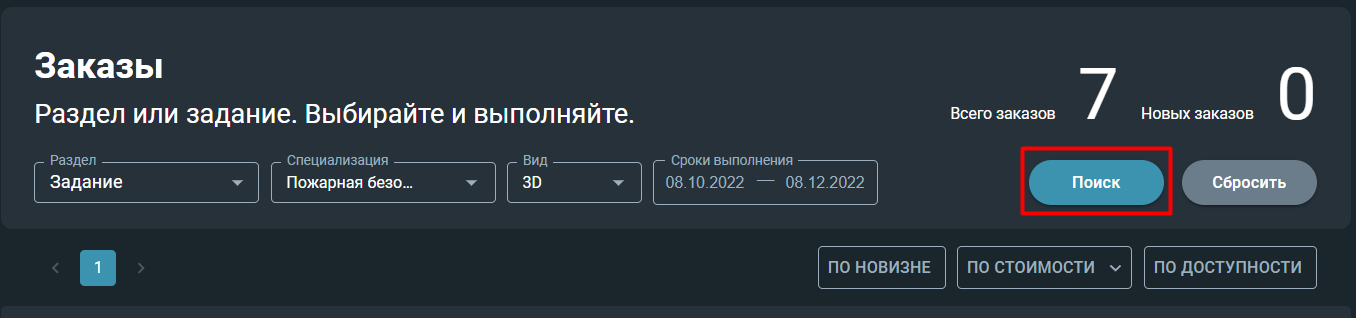 Заказы
Раздел или задание. Выбирайте и выполняйте.
Всего заказов 7 Новых заказов 0
Раздел Специализация Вид Сроки выполнения
Задание Пожарная безо... 3D 08.10.2022 — 08.12.2022 Поиск Сбросить
1 ПО НОВИЗНЕ ПО СТОИМОСТИ ПО ДОСТУПНОСТИ